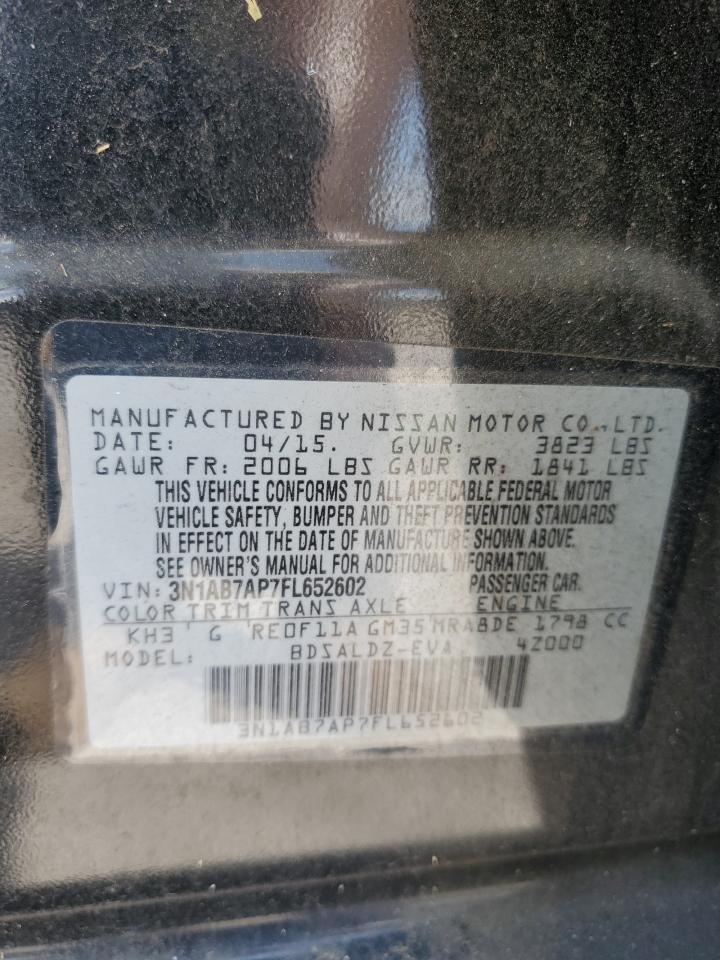 MANUFACTURED BY NISSAN MOTOR CO., LTD.
DATE: 04/15. GVWR: 3823 LBS
GAWR FR: 2006 LBS GAWR RR: 1841 LBS
THIS VEHICLE CONFORMS TO ALL APPLICABLE FEDERAL MOTOR
VEHICLE SAFETY, BUMPER AND THEFT PREVENTION STANDARDS
IN EFFECT ON THE DATE OF MANUFACTURE SHOWN ABOVE.
SEE OWNER'S MANUAL FOR ADDITIONAL INFORMATION.
VIN: 3N1AB7AP7FL652602 PASSENGER CAR.
COLOR TRIM TRANS AXLE ENGINE
KH3 G RE0F11A GM35 MRA8DE 1798 CC
MODEL: BDSALDZ-EVA 4Z000
3N1AB7AP7FL652602